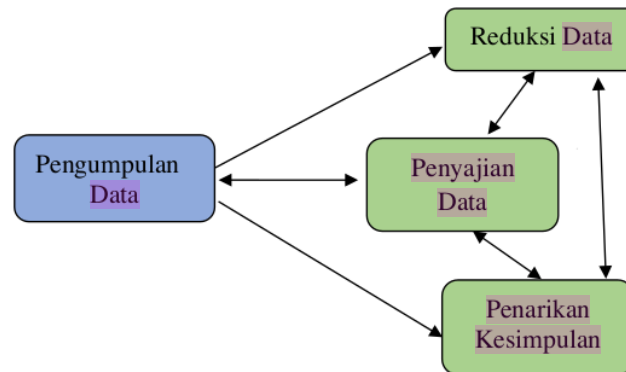 Reduksi Data
Pengumpulan
Data
Penyajian
Data
Penarikan
Kesimpulan